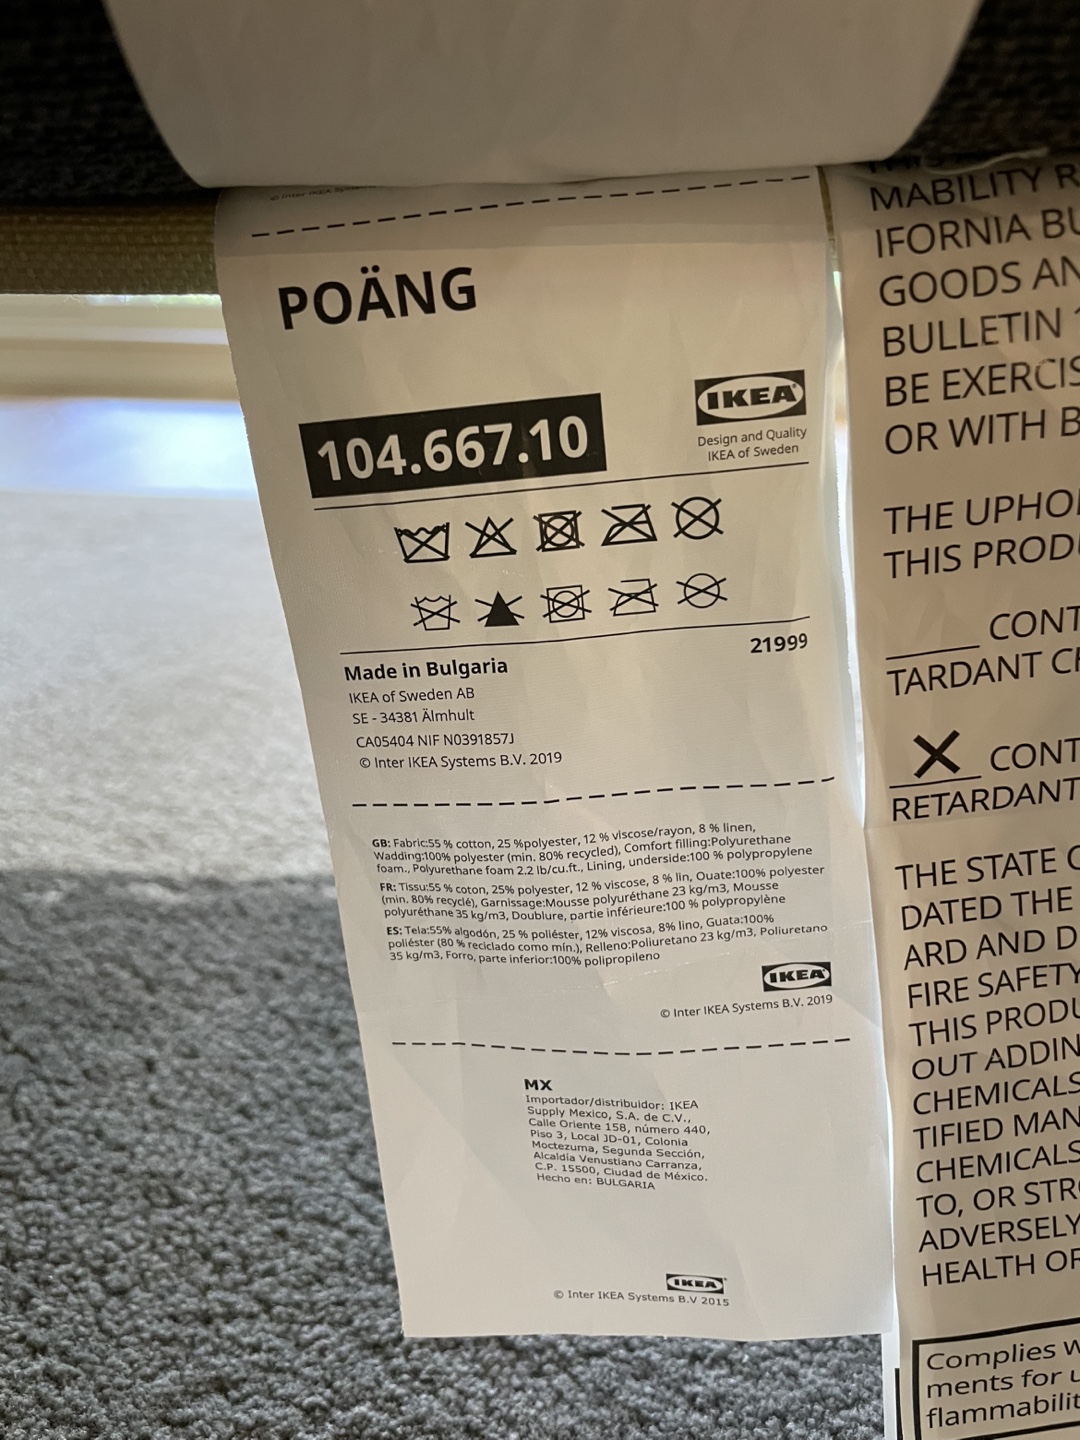 © Inter IKEA Systems
POÄNG
IKEA
104.667.10
Design and Quality
IKEA of Sweden
21999
Made in Bulgaria
IKEA of Sweden AB
SE - 34381 Älmhult
CA05404 NIF N0391857J
© Inter IKEA Systems B.V. 2019
GB: Fabric:55 % cotton, 25 %polyester, 12 % viscose/rayon, 8 % linen,
Wadding:100% polyester (min. 80% recycled), Comfort filling:Polyurethane
foam., Polyurethane foam 2.2 lb/cu.ft., Lining, underside:100 % polypropylene
FR: Tissu:55 % coton, 25% polyester, 12 % viscose, 8 % lin, Ouate:100% polyester
(min. 80% recyclé), Garnissage:Mousse polyuréthane 23 kg/m3, Mousse
polyuréthane 35 kg/m3, Doublure, partie inférieure:100 % polypropylène
ES: Tela:55% algodón, 25 % poliéster, 12% viscosa, 8% lino, Guata:100%
poliéster (80 % reciclado como mín.), Relleno:Poliuretano 23 kg/m3, Poliuretano
35 kg/m3, Forro, parte inferior:100% polipropileno
IKEA
© Inter IKEA Systems B.V. 2019
MX
Importador/distribuidor: IKEA
Supply Mexico, S.A. de C.V.,
Calle Oriente 158, número 440,
Piso 3, Local JD-01, Colonia
Moctezuma, Segunda Sección,
Alcaldía Venustiano Carranza,
C.P. 15500, Ciudad de México.
Hecho en: BULGARIA
IKEA
© Inter IKEA Systems B.V 2015
MABILITY R
IFORNIA BU
GOODS AN
BULLETIN
BE EXERCIS
OR WITH B
THE UPHO
THIS PROD
CONT
TARDANT CH
X CONT
RETARDANT
THE STATE
DATED THE
ARD AND D
FIRE SAFETY
THIS PRODU
OUT ADDIN
CHEMICALS
TIFIED MAN
CHEMICALS
TO, OR STR
ADVERSELY
HEALTH OR
Complies w
ments for u
flammabilit